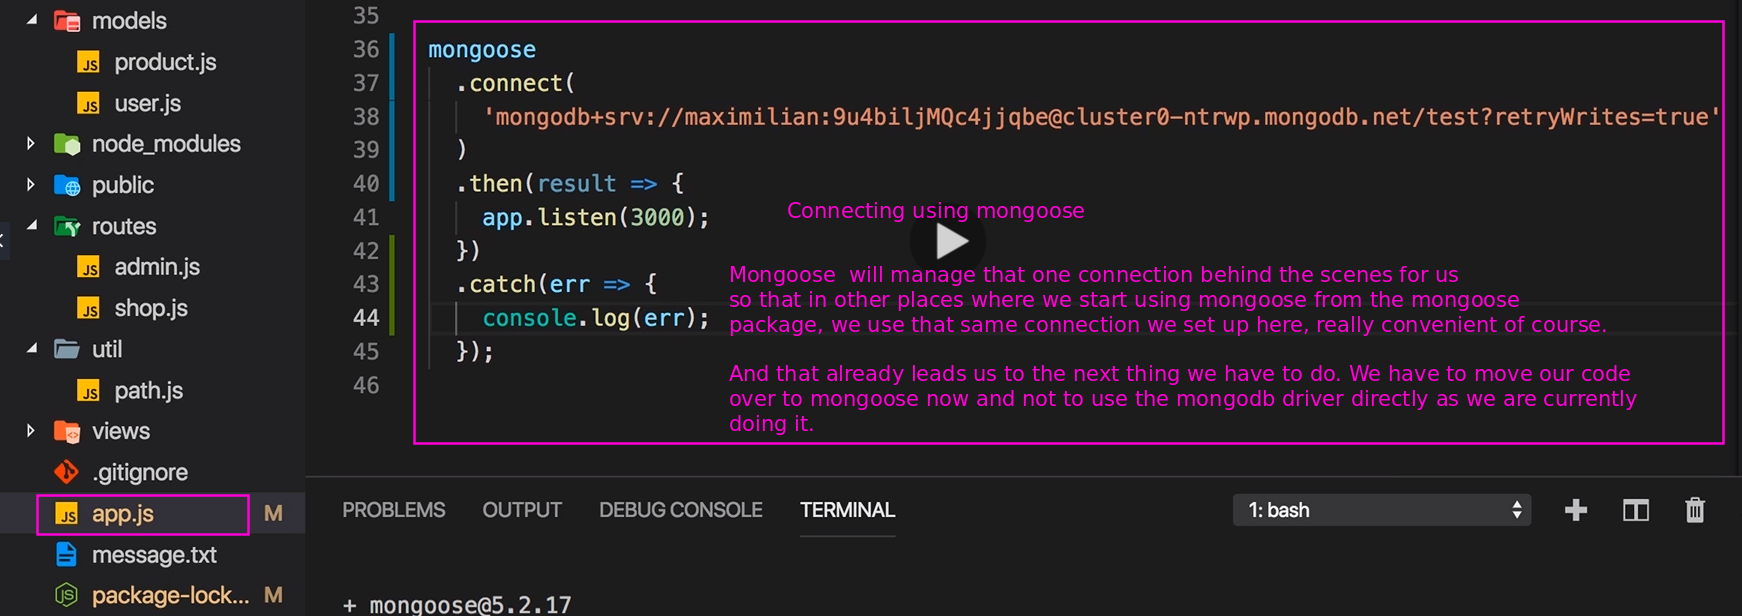 models
product.js
user.js
node_modules
public
routes
admin.js
shop.js
util
path.js
views
.gitignore
app.js M
message.txt
package-lock... M
35
36 mongoose
37 .connect(
38 'mongodb+srv://maximilian:9u4biljMQc4jjqbe@cluster0-ntrwp.mongodb.net/test?retryWrites=true'
39 )
40 .then(result => {
41 app.listen(3000);
42 })
43 .catch(err => {
44 console.log(err);
45 });
46
Connecting using mongoose
Mongoose will manage that one connection behind the scenes for us
so that in other places where we start using mongoose from the mongoose
package, we use that same connection we set up here, really convenient of course.
And that already leads us to the next thing we have to do. We have to move our code
over to mongoose now and not to use the mongodb driver directly as we are currently
doing it.
PROBLEMS OUTPUT DEBUG CONSOLE TERMINAL 1: bash
+ mongoose@5.2.17